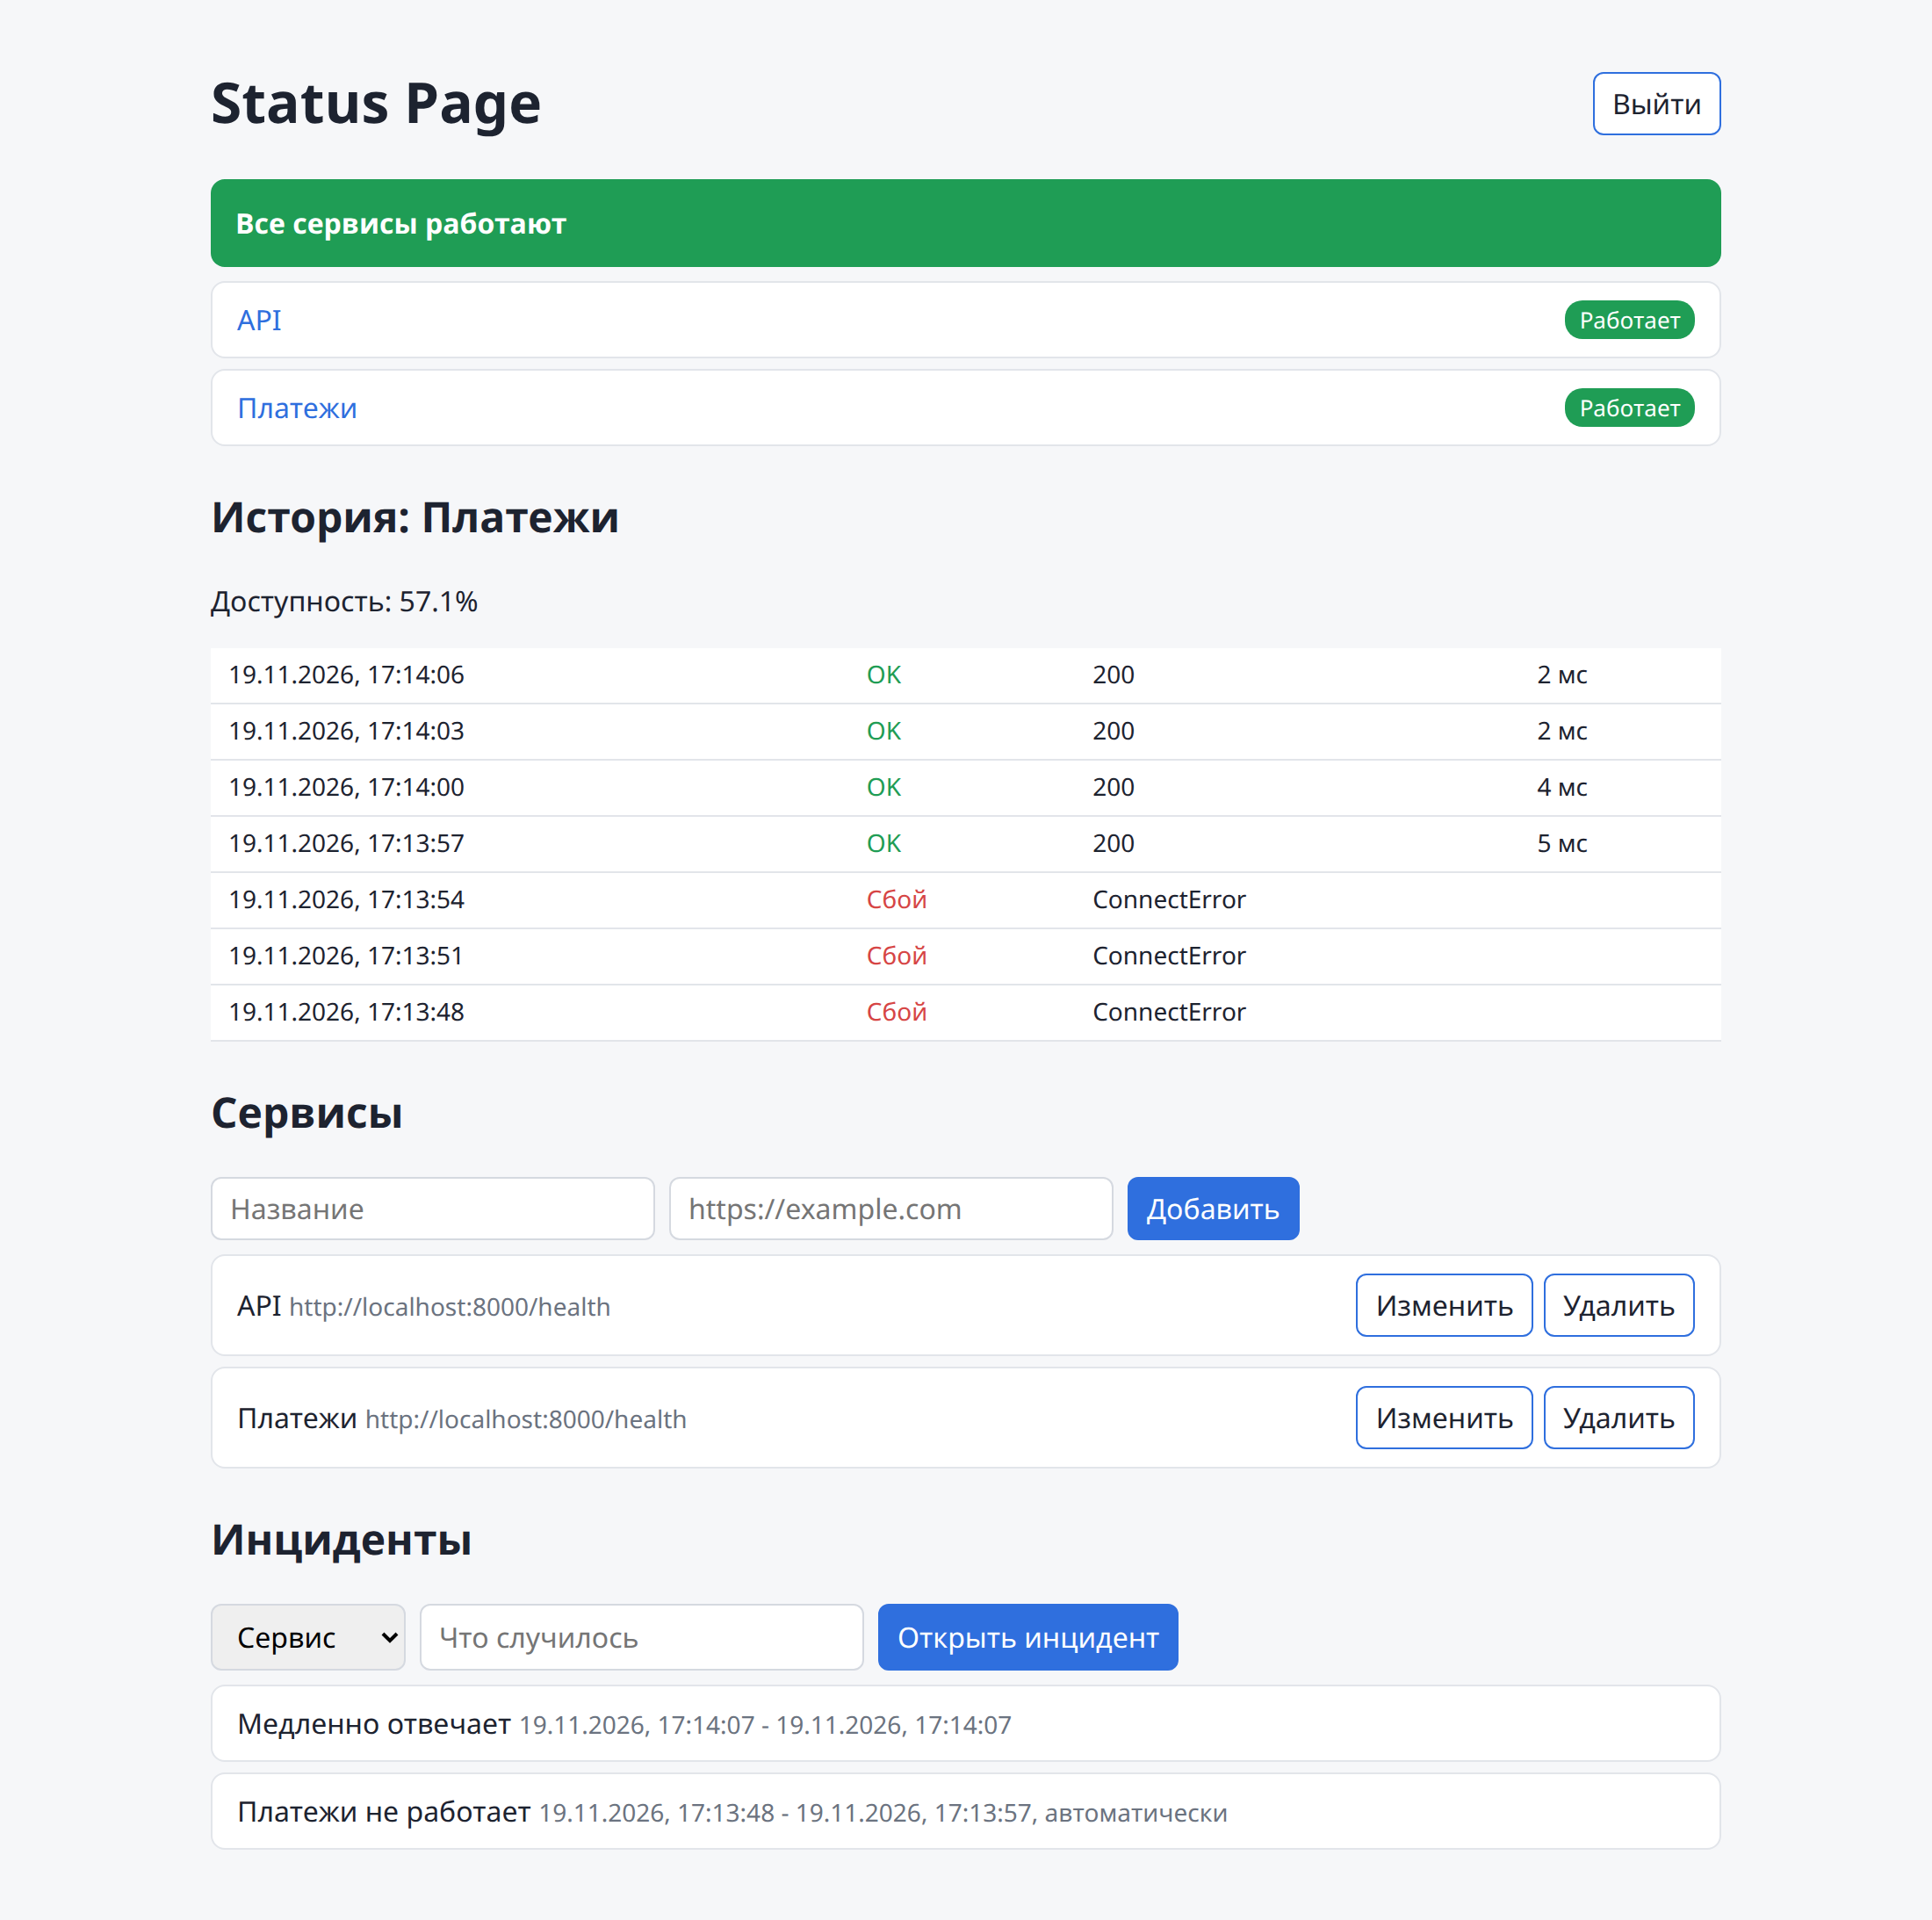 Status Page
Выйти
Все сервисы работают
API Работает
Платежи Работает
История: Платежи
Доступность: 57.1%
19.11.2026, 17:14:06 OK 200 2 мс
19.11.2026, 17:14:03 OK 200 2 мс
19.11.2026, 17:14:00 OK 200 4 мс
19.11.2026, 17:13:57 OK 200 5 мс
19.11.2026, 17:13:54 Сбой ConnectError
19.11.2026, 17:13:51 Сбой ConnectError
19.11.2026, 17:13:48 Сбой ConnectError
Сервисы
Название https://example.com Добавить
API http://localhost:8000/health Изменить Удалить
Платежи http://localhost:8000/health Изменить Удалить
Инциденты
Сервис Что случилось Открыть инцидент
Медленно отвечает 19.11.2026, 17:14:07 - 19.11.2026, 17:14:07
Платежи не работает 19.11.2026, 17:13:48 - 19.11.2026, 17:13:57, автоматически